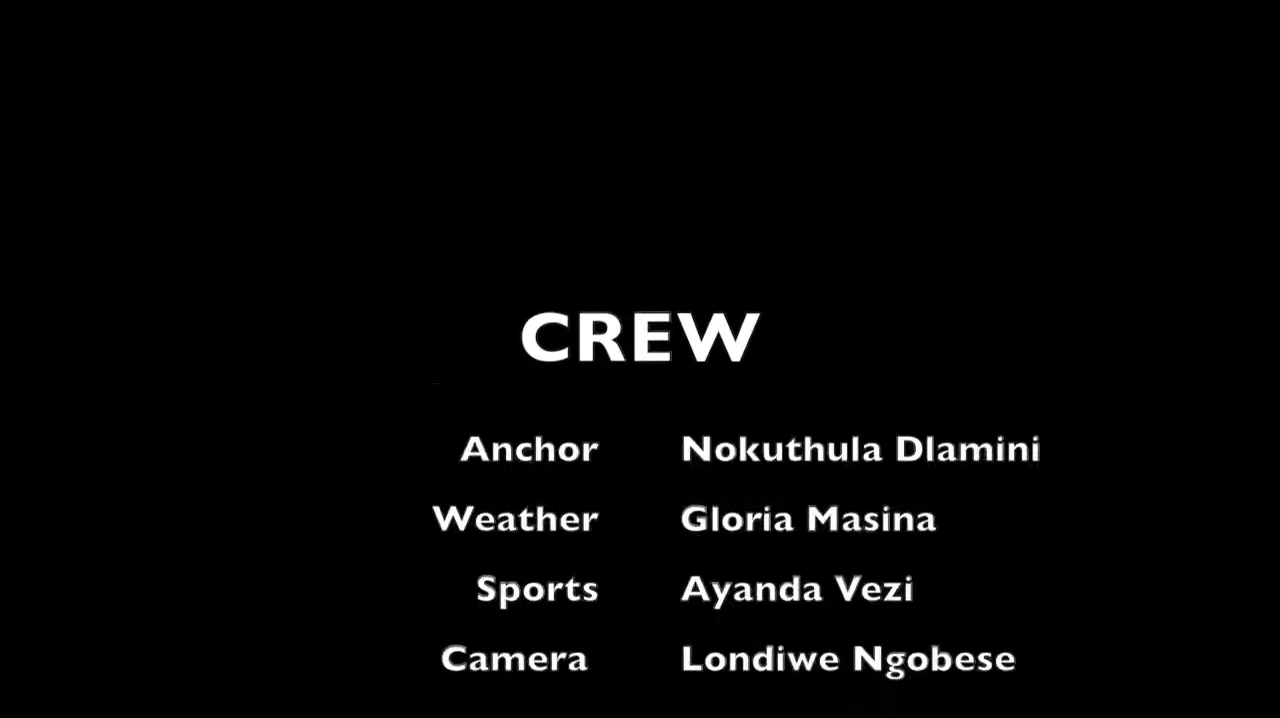 CREW
Anchor Nokuthula Dlamini
Weather Gloria Masina
Sports Ayanda Vezi
Camera Londiwe Ngobese